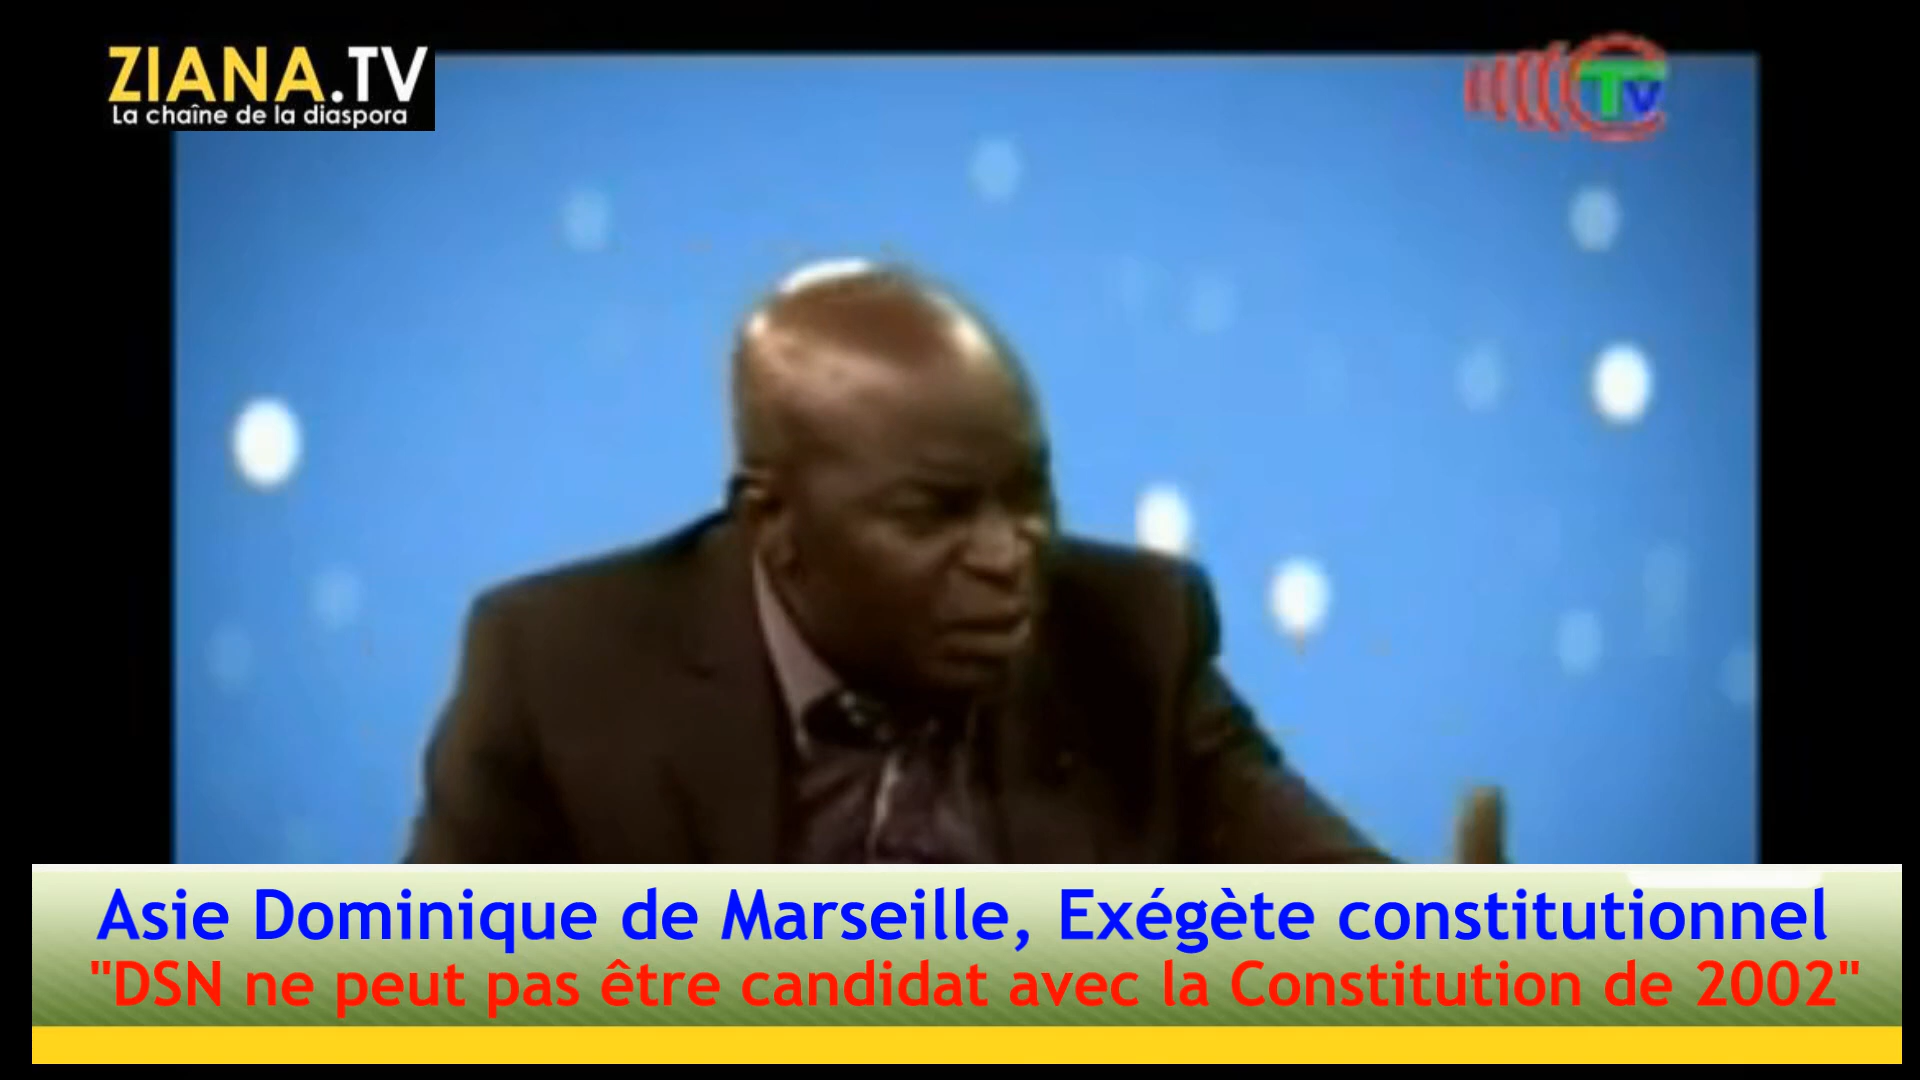 ZIANA.TV
La chaîne de la diaspora
TV
Asie Dominique de Marseille, Exégète constitutionnel
"DSN ne peut pas être candidat avec la Constitution de 2002"